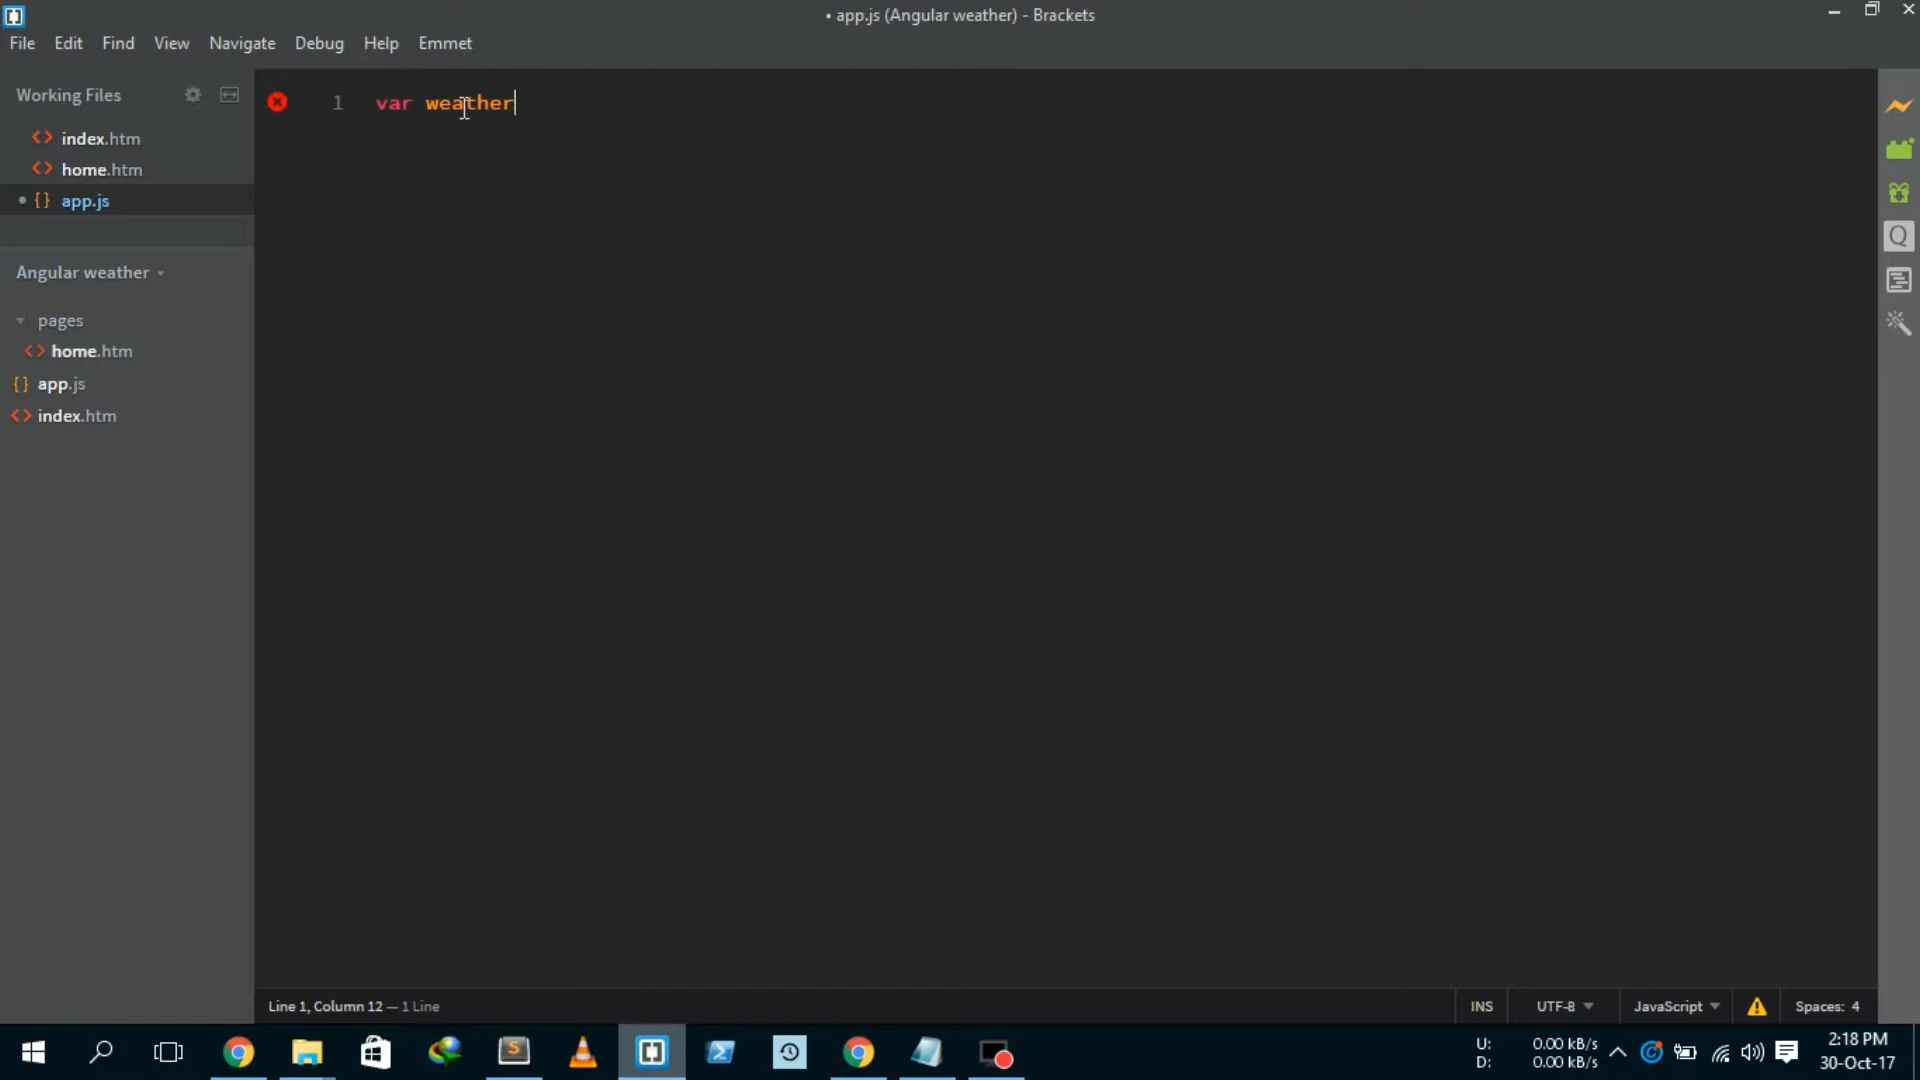 • app.js (Angular weather) - Brackets
File Edit Find View Navigate Debug Help Emmet
Working Files
index.htm
home.htm
app.js
Angular weather
pages
home.htm
app.js
index.htm
1 var weather
Line 1, Column 12 — 1 Line
INS UTF-8 JavaScript Spaces: 4
U: 0.00 kB/s
D: 0.00 kB/s
2:18 PM
30-Oct-17